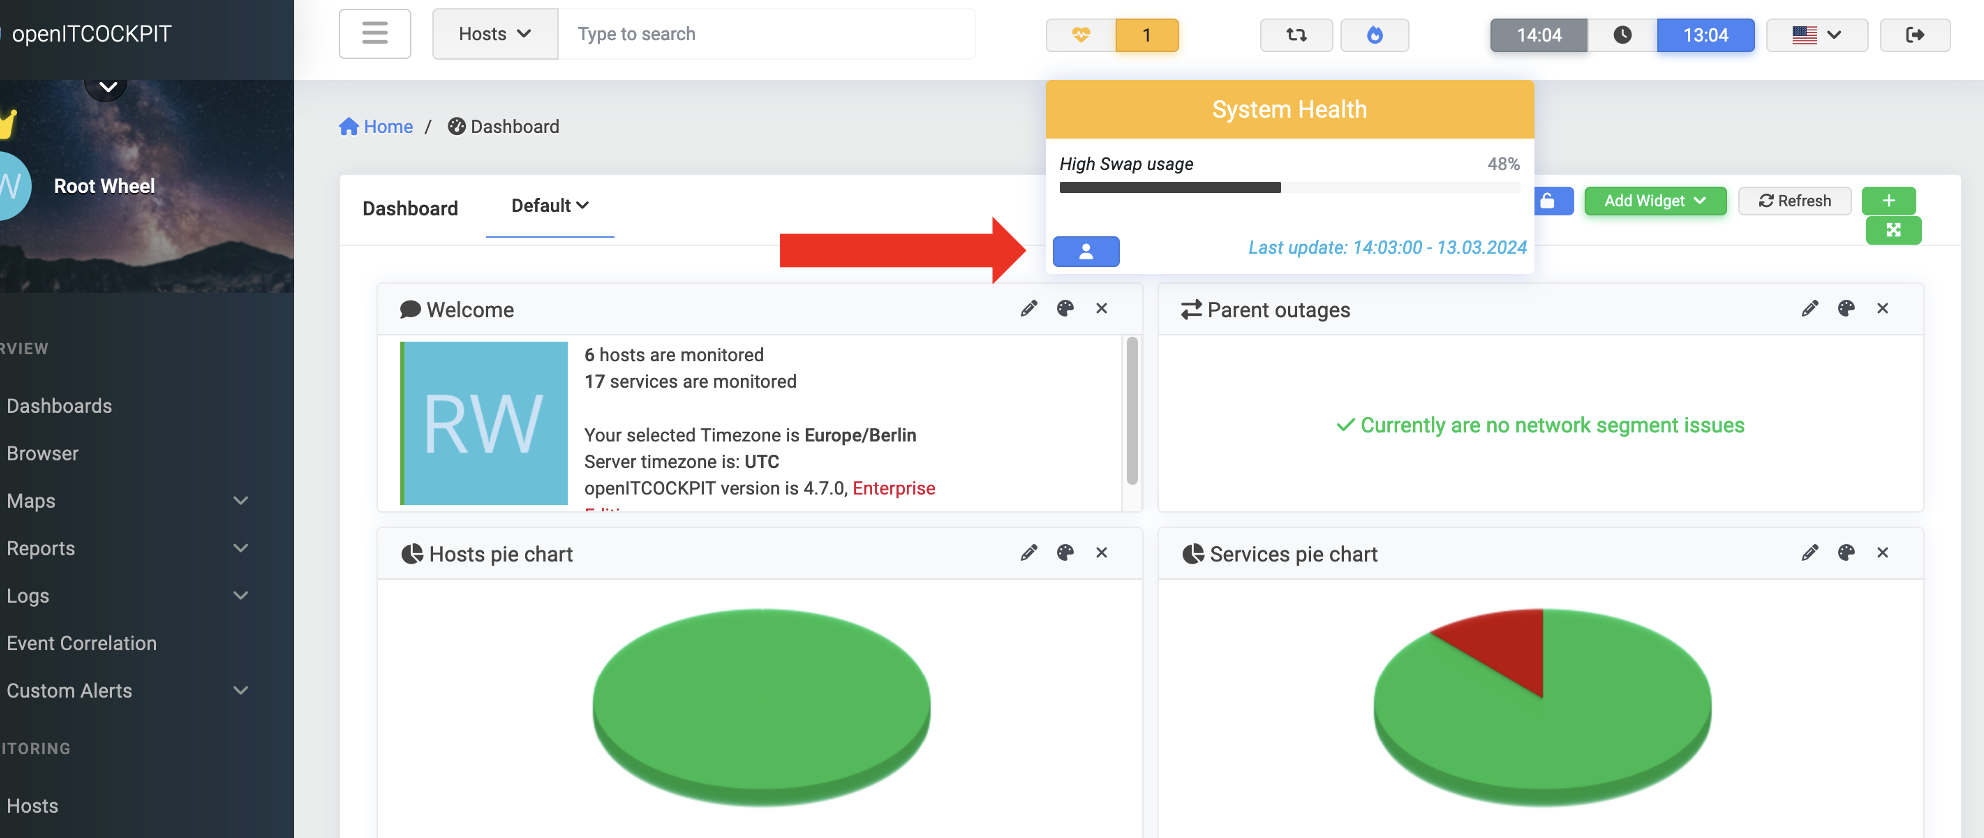 openITCOCKPIT
Hosts
Type to search
1
14:04
13:04
Root Wheel
Home / Dashboard
System Health
High Swap usage 48%
Last update: 14:03:00 - 13.03.2024
Dashboard
Default
Add Widget
Refresh
Welcome
6 hosts are monitored
17 services are monitored
Your selected Timezone is Europe/Berlin
Server timezone is: UTC
openITCOCKPIT version is 4.7.0, Enterprise
RW
Parent outages
Currently are no network segment issues
Hosts pie chart
Services pie chart
RVIEW
Dashboards
Browser
Maps
Reports
Logs
Event Correlation
Custom Alerts
ITORING
Hosts